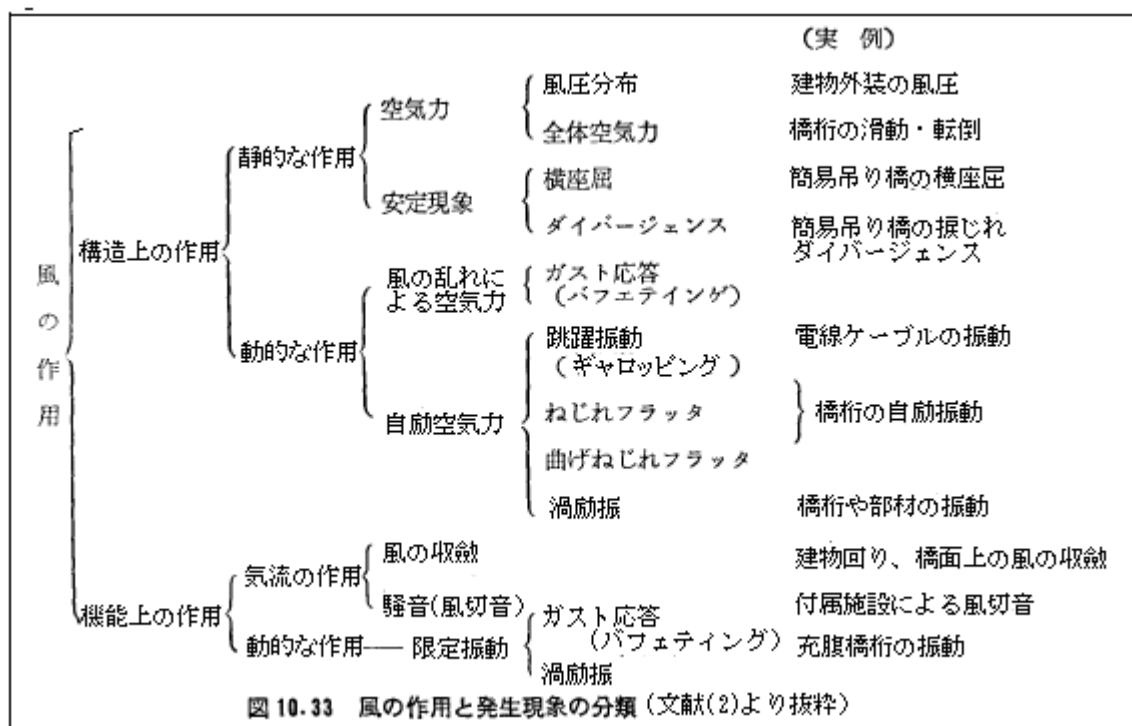 (実 例)
風圧分布 建物外装の風圧
空気力
全体空気力 橋桁の滑動・転倒
静的な作用
横座屈 簡易吊り橋の横座屈
安定現象
ダイバージェンス 簡易吊り橋の捩じれ
ダイバージェンス
構造上の作用
風の乱れに ガスト応答
よる空気力 (バフエテイング)
風の作用
動的な作用 跳躍振動 電線ケーブルの振動
(ギャロッピング)
自励空気力 ねじれフラッタ 橋桁の自励振動
曲げねじれフラッタ
渦励振 橋桁や部材の振動
風の収斂 建物回り、橋面上の風の収斂
気流の作用
騒音(風切音) 付属施設による風切音
機能上の作用 ガスト応答
動的な作用 限定振動 (バフェティング) 充腹橋桁の振動
渦励振
図10.33 風の作用と発生現象の分類(文献(2)より抜粋)